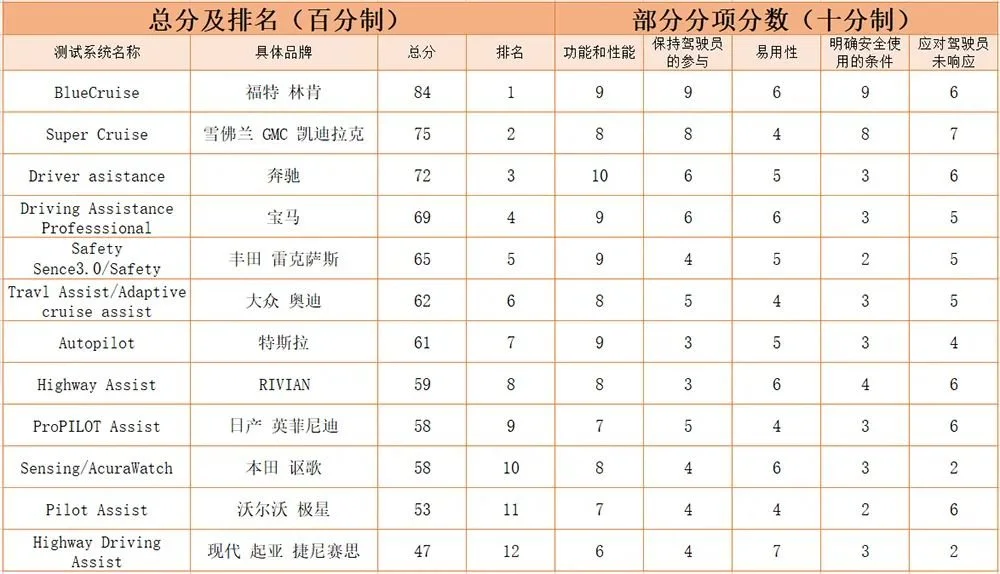 总分及排名（百分制） 部分分项分数（十分制）
测试系统名称 具体品牌 总分 排名 功能和性能 保持驾驶员 易用性 明确安全使 应对驾驶员
的参与 用的条件 未响应
BlueCruise 福特 林肯 84 1 9 9 6 9 6
Super Cruise 雪佛兰 GMC 凯迪拉克 75 2 8 8 4 8 7
Driver asistance 奔驰 72 3 10 6 5 3 6
Driving Assistance
Professsional 宝马 69 4 9 6 6 3 5
Safety
Sence3.0/Safety 丰田 雷克萨斯 65 5 9 4 5 2 5
Travl Assist/Adaptive
cruise assist 大众 奥迪 62 6 8 5 4 3 5
Autopilot 特斯拉 61 7 9 3 5 3 4
Highway Assist RIVIAN 59 8 8 3 6 4 6
ProPILOT Assist 日产 英菲尼迪 58 9 7 5 4 3 6
Sensing/AcuraWatch 本田 讴歌 58 10 8 4 6 3 2
Pilot Assist 沃尔沃 极星 53 11 7 4 4 2 6
Highway Driving
Assist 现代 起亚 捷尼赛思 47 12 6 4 7 3 2